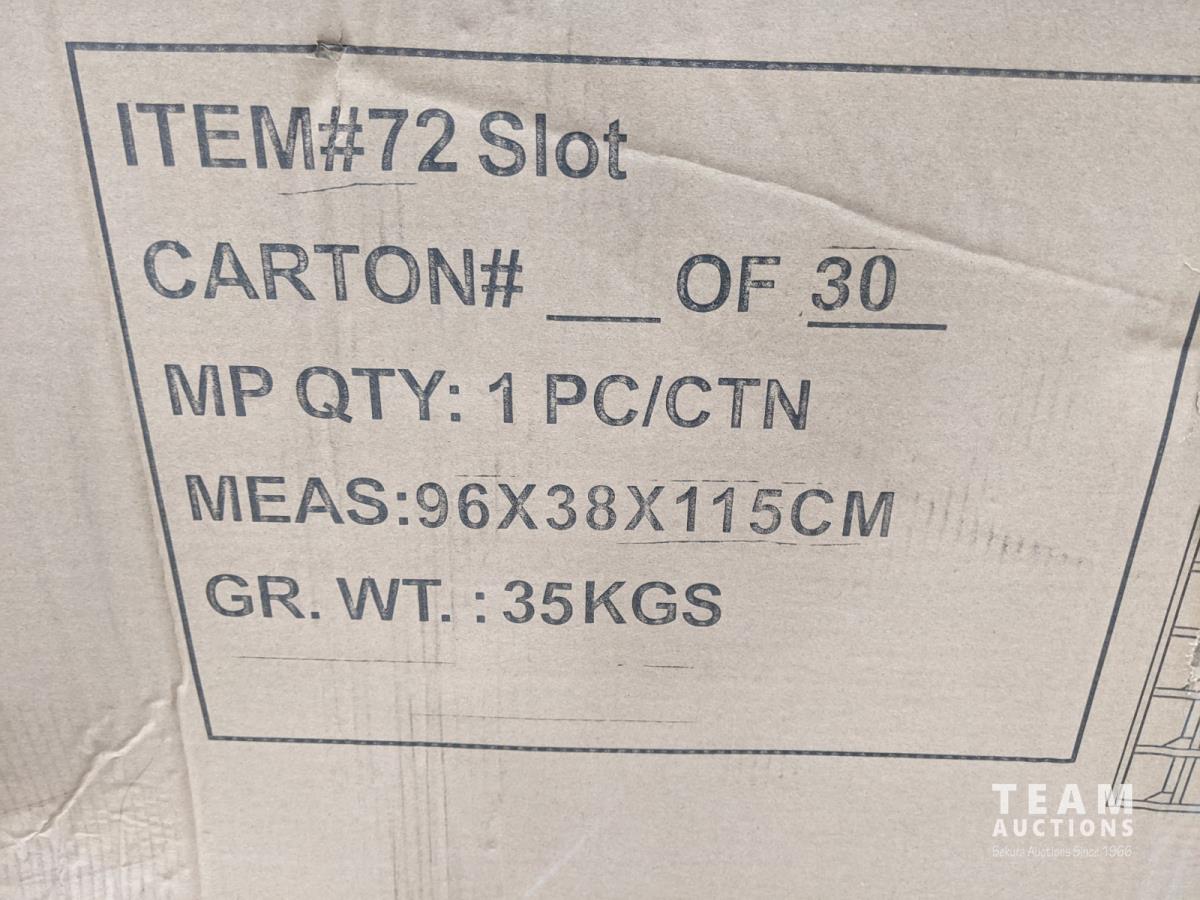 ITEM#72 Slot
CARTON# ___ OF 30
MP QTY: 1 PC/CTN
MEAS:96X38X115CM
GR. WT. : 35KGS
TEAM
AUCTIONS
Bekura Auctions Since 1966